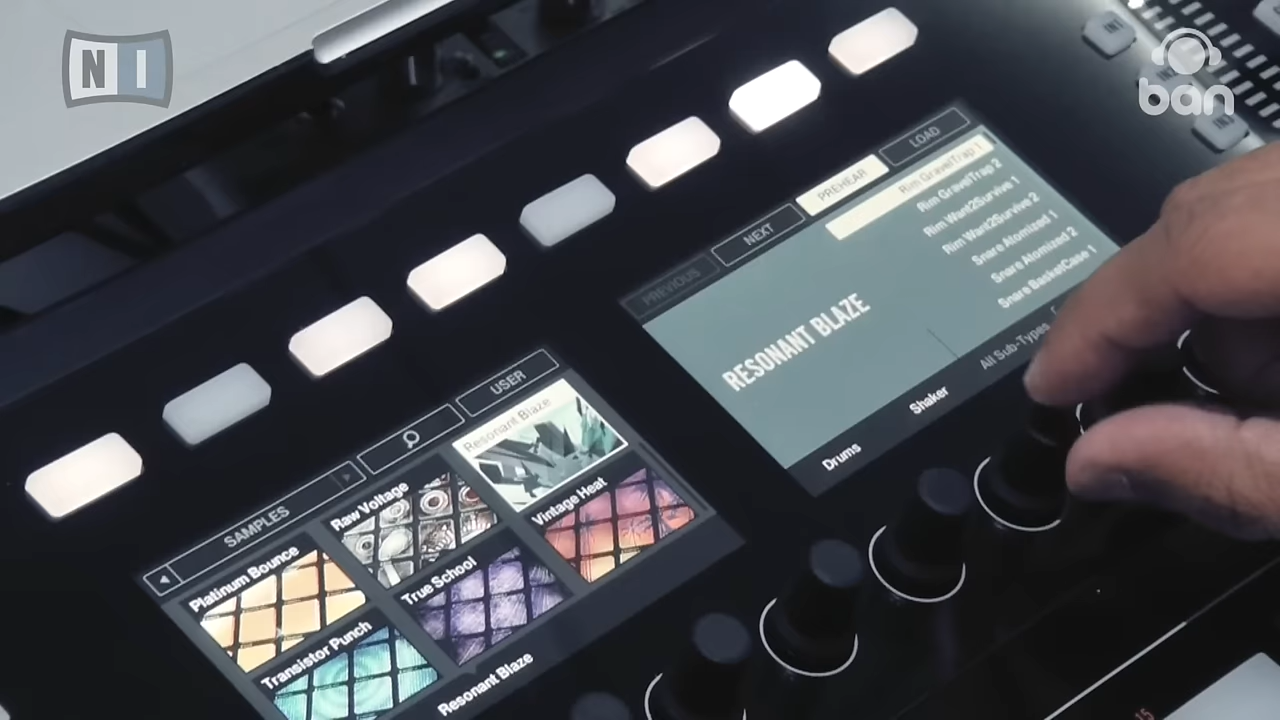 NI
ban
PREVIOUS
NEXT
PREHEAR
LOAD
Rim GravelTrap 1
Rim GravelTrap 2
Rim Want2Survive 1
Rim Want2Survive 2
Snare Atomized 1
Snare Atomized 2
Snare BasketCase 1
RESONANT BLAZE
Drums
Shaker
All Sub-Types
SAMPLES
USER
Platinum Bounce
Raw Voltage
Resonant Blaze
Transistor Punch
True School
Vintage Heat
Resonant Blaze
15